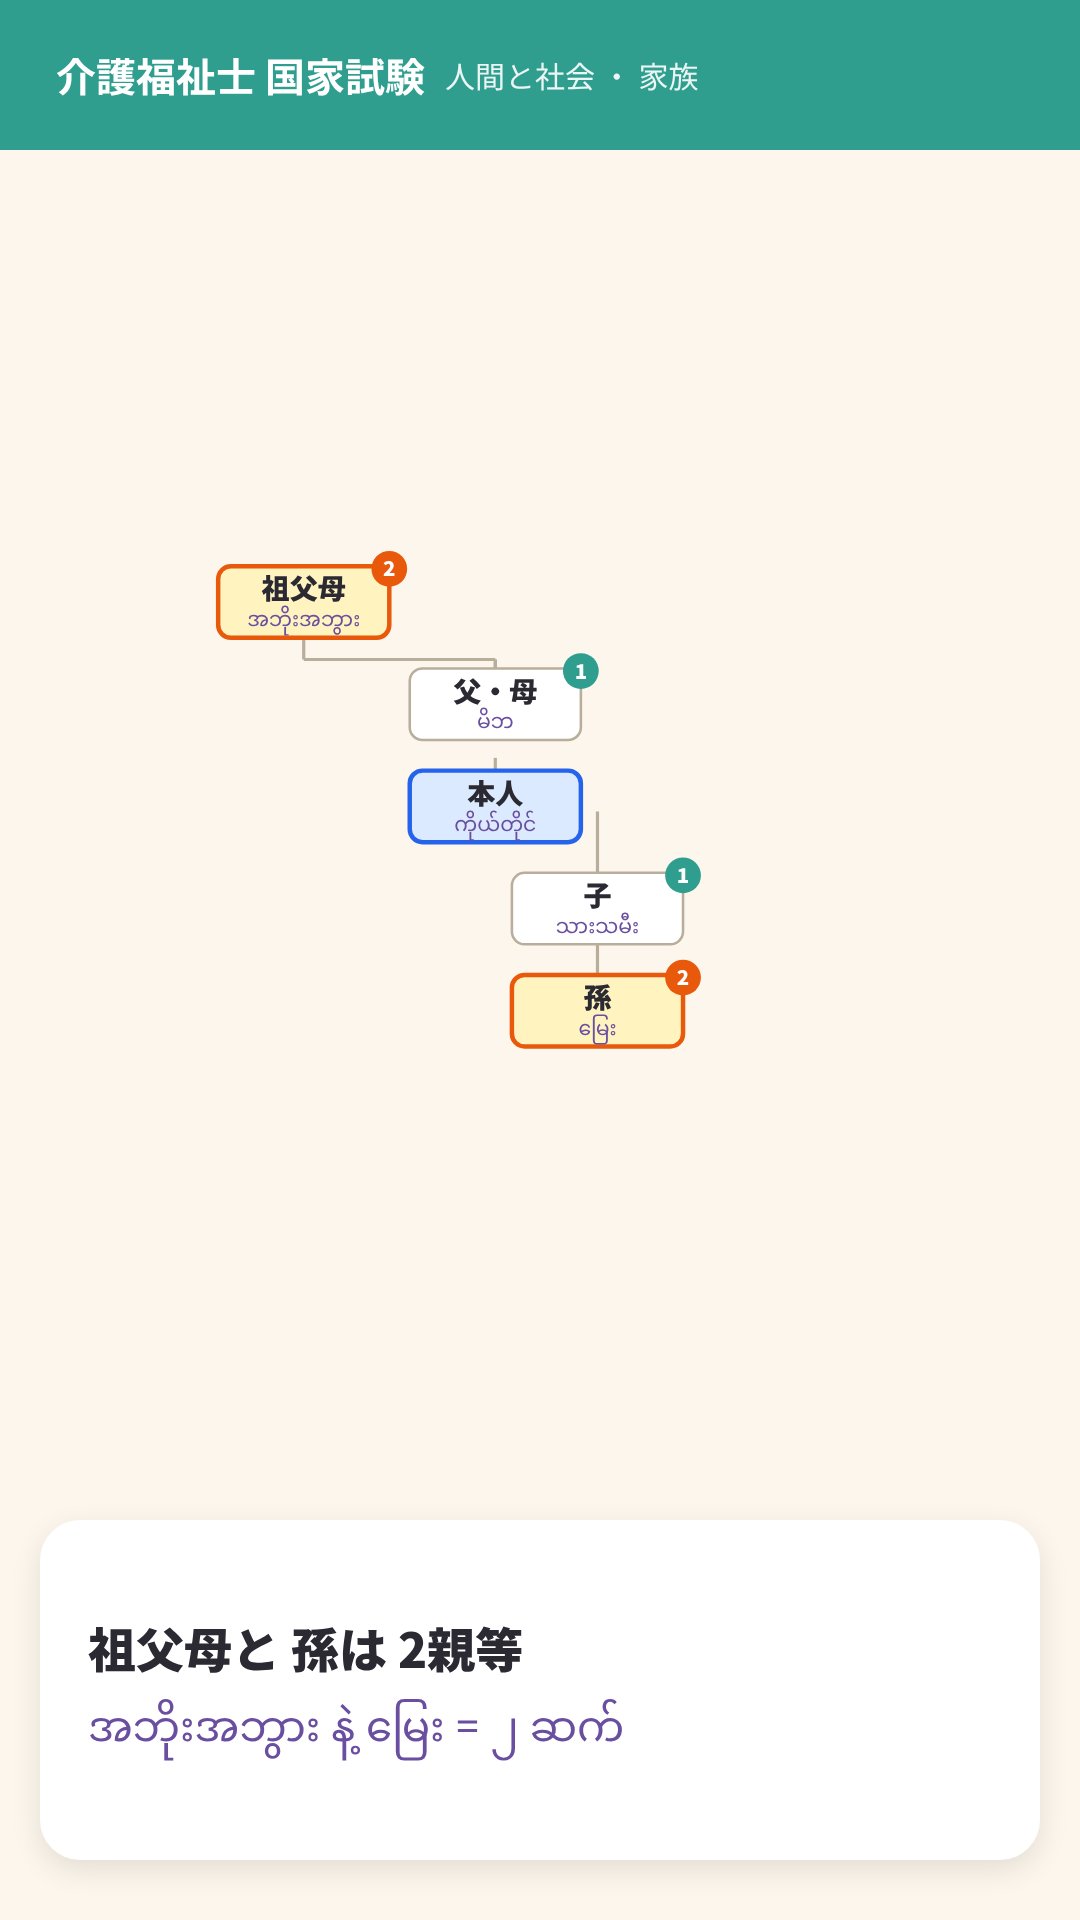 介護福祉士 国家試験 人間と社会 ・ 家族
祖父母
2
အဘိုးအဘွား
父・母
1
မိဘ
本人
ကိုယ်တိုင်
子
1
သားသမီး
孫
2
မြေး
祖父母と 孫は 2親等
အဘိုးအဘွား နဲ့ မြေး = ၂ ဆက်